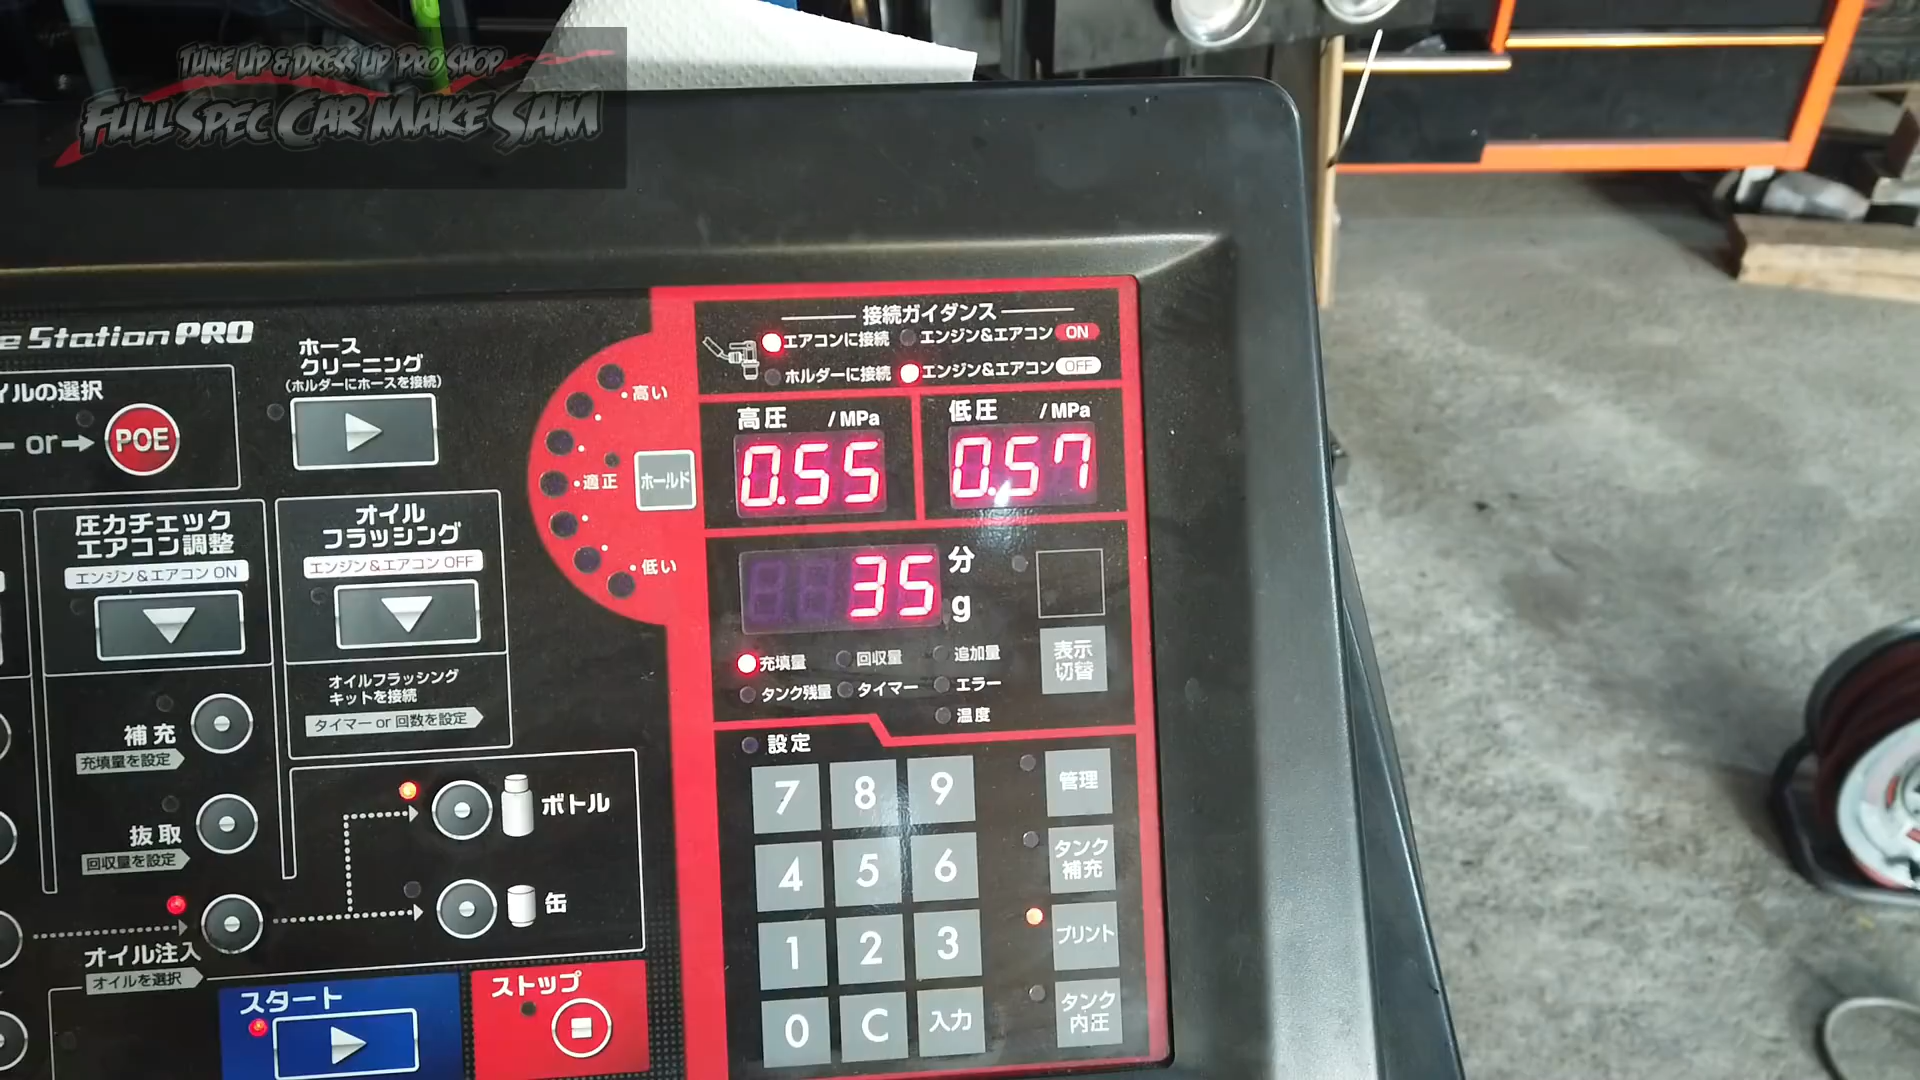 TUNE UP & DRESS UP PRO SHOP
FULL SPEC CAR MAKE SAM
e Station PRO
イルの選択
or
POE
ホース
クリーニング
(ホルダーにホースを接続)
圧力チェック
エアコン調整
エンジン&エアコン ON
オイル
フラッシング
エンジン&エアコン OFF
オイルフラッシング
キットを接続
タイマー or 回数を設定
補充
充填量を設定
抜取
回収量を設定
オイル注入
オイルを選択
ボトル
缶
スタート
ストップ
高い
適正
低い
ホールド
接続ガイダンス
エアコンに接続
エンジン&エアコン ON
ホルダーに接続
エンジン&エアコン OFF
高圧 /MPa
低圧 /MPa
0.55
0.57
35
分
g
充填量
回収量
追加量
タンク残量
タイマー
エラー
温度
表示
切替
設定
7 8 9
管理
4 5 6
タンク
補充
1 2 3
プリント
0 C 入力
タンク
内圧